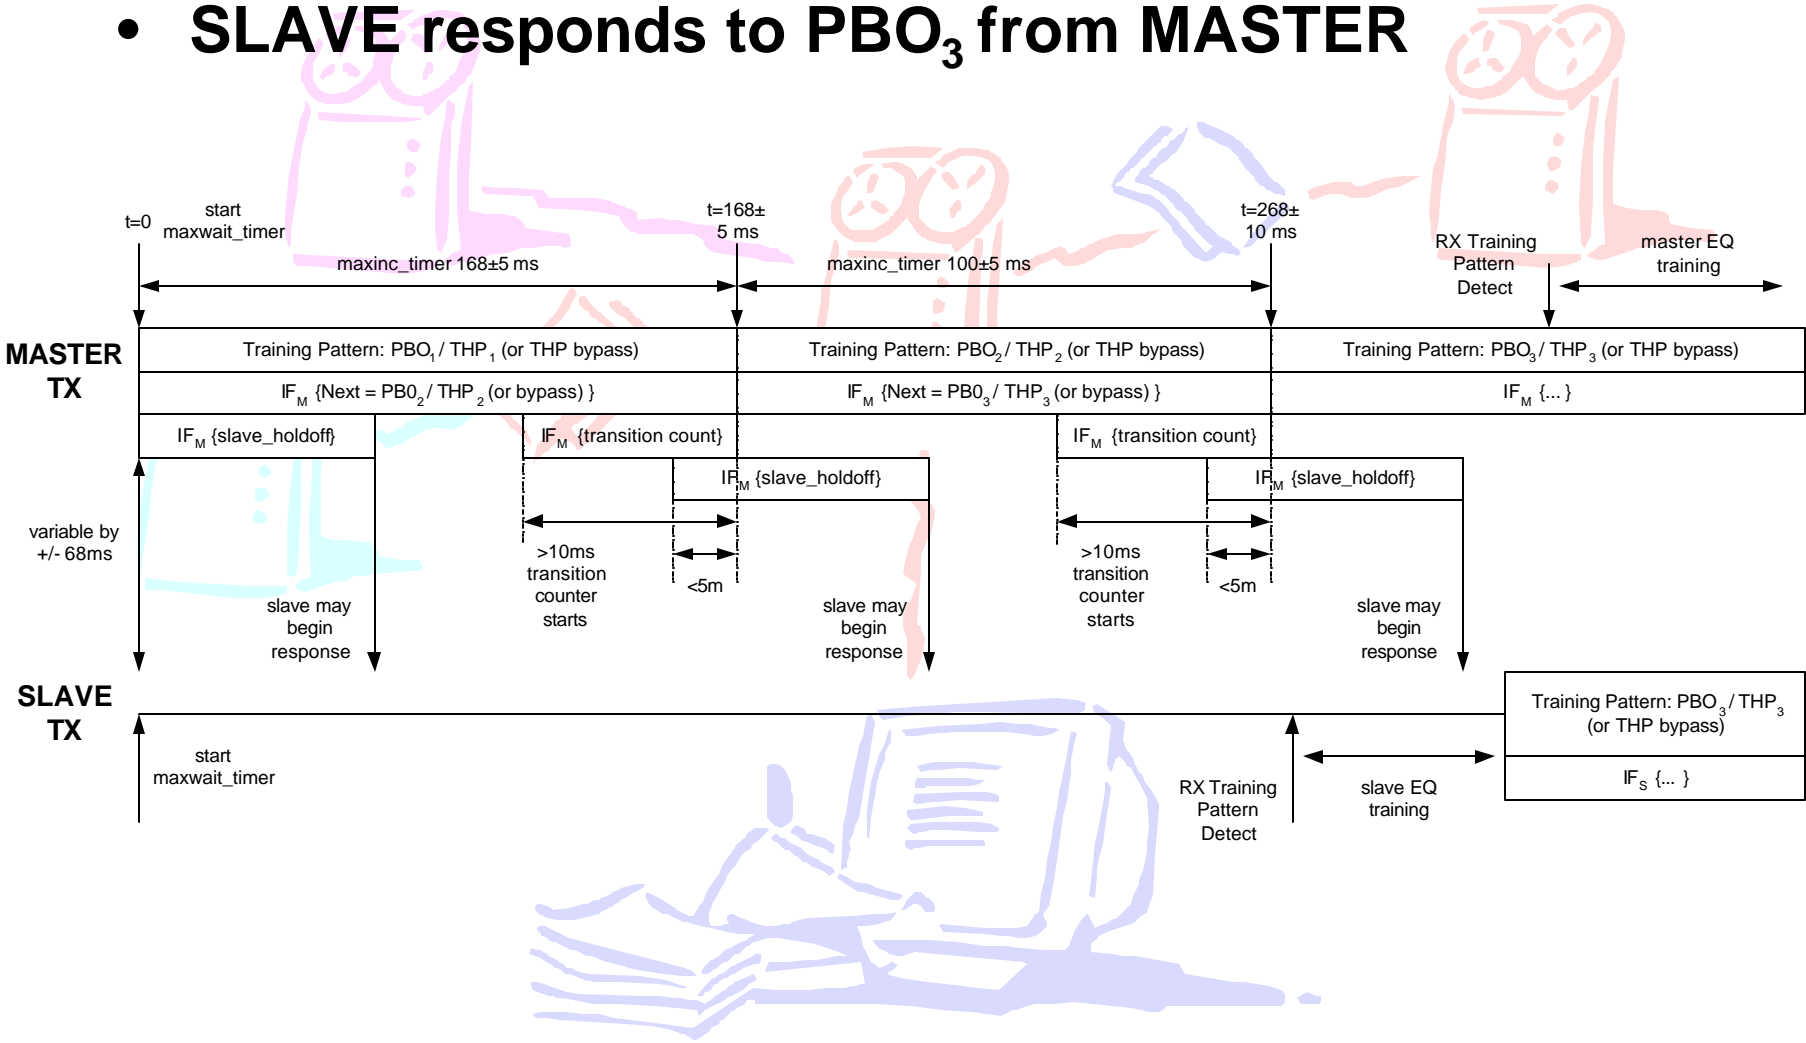 • SLAVE responds to PBO3 from MASTER
t=0
start
maxwait_timer
t=168±
5 ms
t=268±
10 ms
maxinc_timer 168±5 ms
maxinc_timer 100±5 ms
RX Training
Pattern
Detect
master EQ
training
MASTER
TX
Training Pattern: PBO1/ THP1 (or THP bypass)
Training Pattern: PBO2/ THP2 (or THP bypass)
Training Pattern: PBO3/ THP3 (or THP bypass)
IFM {Next = PB02/ THP2 (or bypass) }
IFM {Next = PB03/ THP3 (or bypass) }
IFM {... }
IFM {slave_holdoff}
IFM {transition count}
IFM {transition count}
IFM {slave_holdoff}
IFM {slave_holdoff}
variable by
+/- 68ms
>10ms
transition
counter
starts
<5m
>10ms
transition
counter
starts
<5m
slave may
begin
response
slave may
begin
response
slave may
begin
response
SLAVE
TX
Training Pattern: PBO3/ THP3
(or THP bypass)
IFS {... }
start
maxwait_timer
RX Training
Pattern
Detect
slave EQ
training